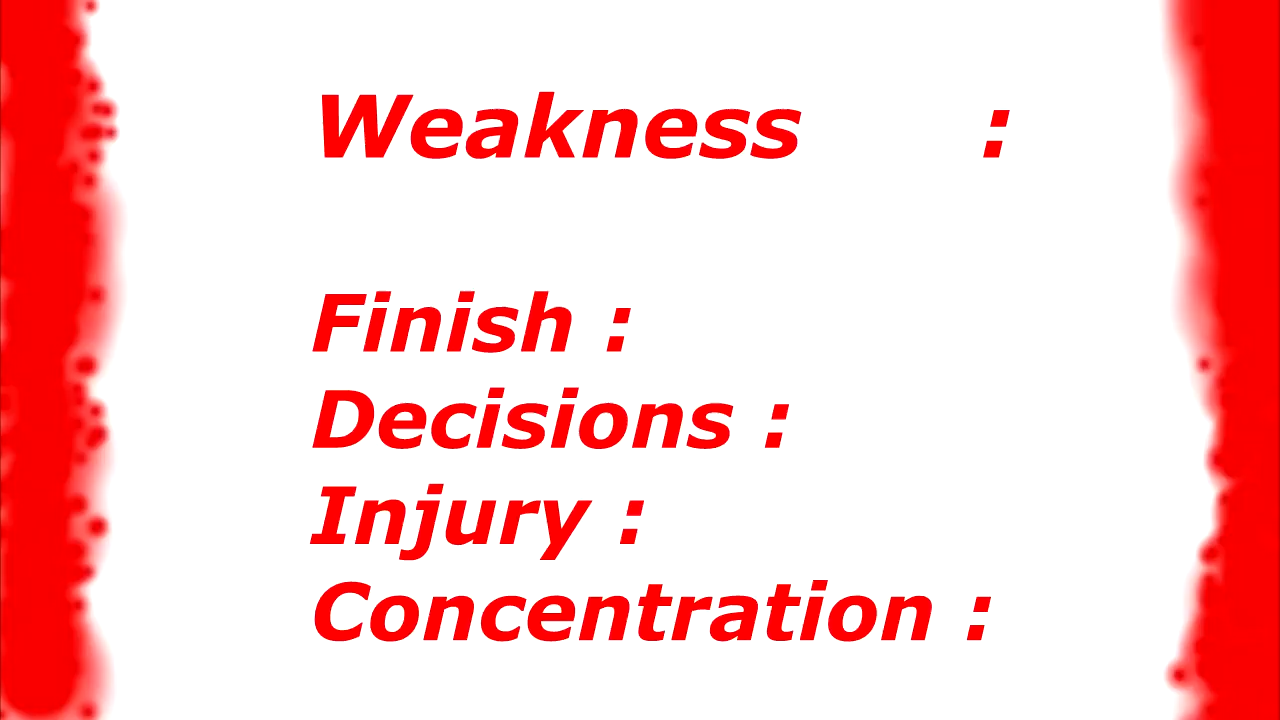 Weakness :
Finish :
Decisions :
Injury :
Concentration :